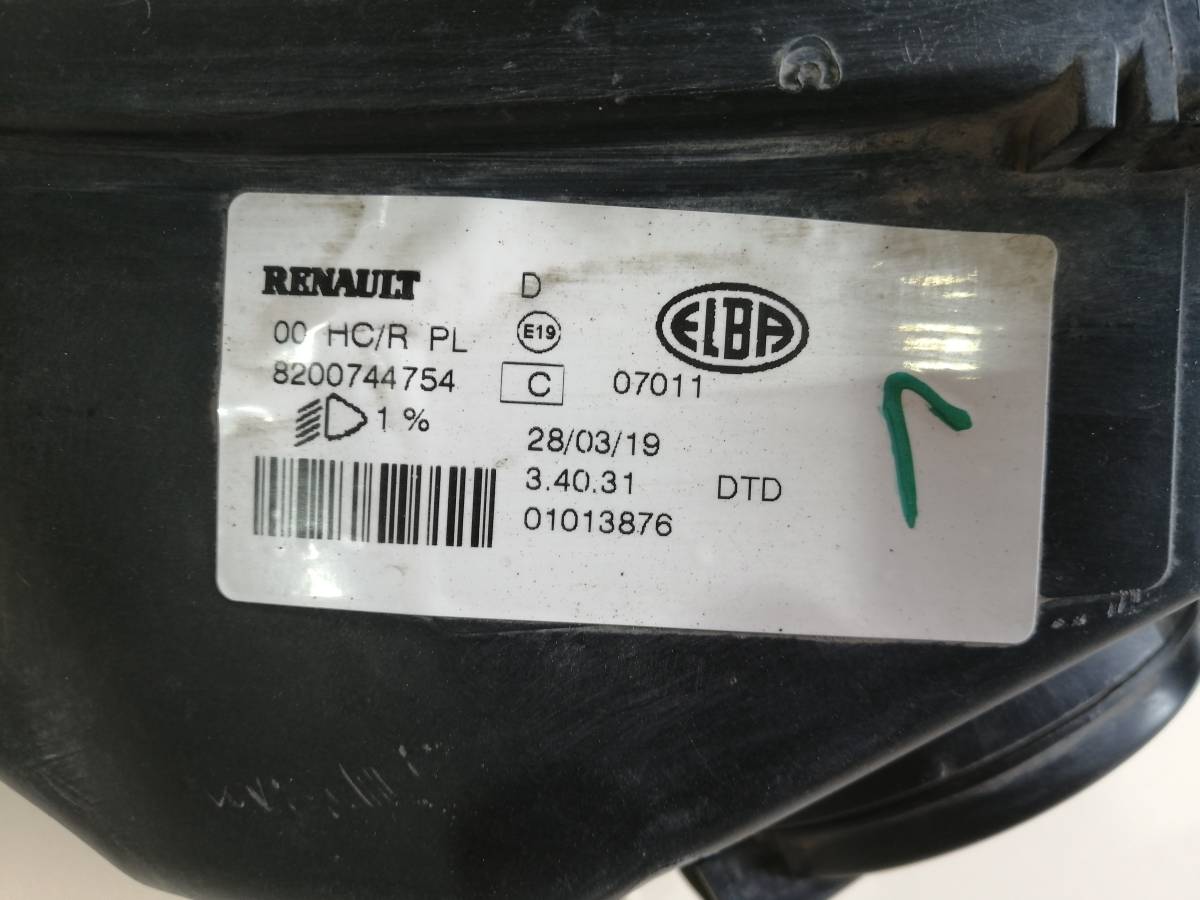 RENAULT D
00 HC/R PL E19 ELBA
8200744754 C 07011
1 %
28/03/19
3.40.31 DTD
01013876